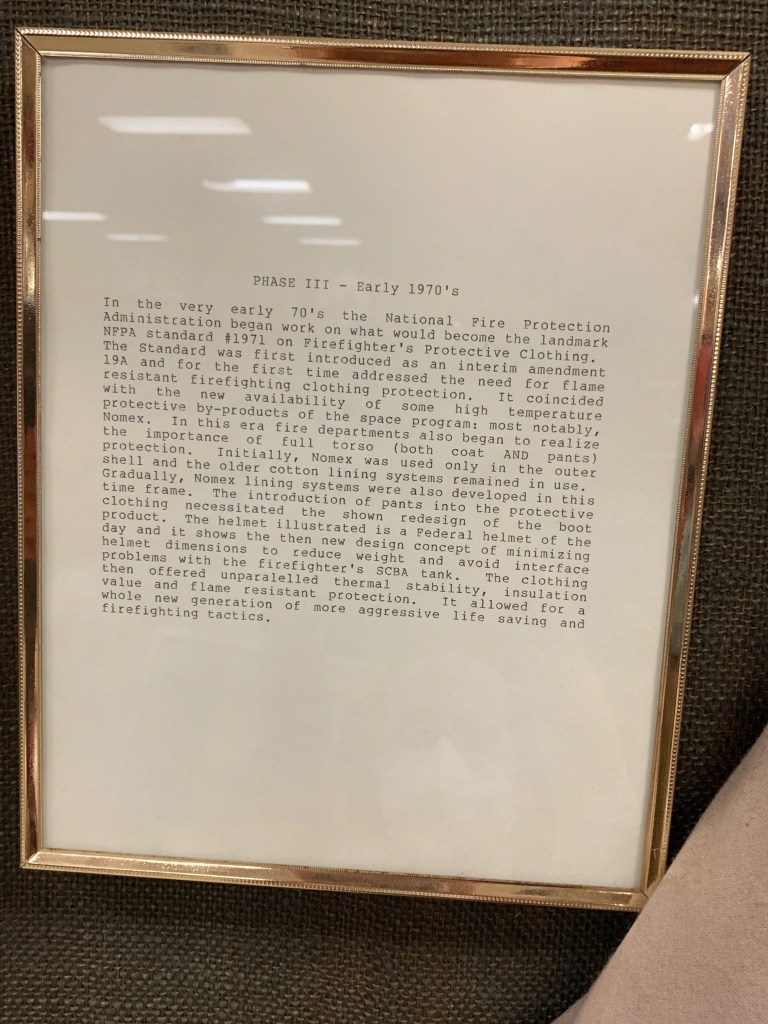 PHASE III - Early 1970's
In the very early 70's the National Fire Protection
Administration began work on what would become the landmark
NFPA standard #1971 on Firefighter's Protective Clothing.
The Standard was first introduced as an interim amendment
19A and for the first time addressed the need for flame
resistant firefighting clothing protection. It coincided
with the new availability of some high temperature
protective by-products of the space program: most notably,
Nomex. In this era fire departments also began to realize
the importance of full torso (both coat AND pants)
protection. Initially, Nomex was used only in the outer
shell and the older cotton lining systems remained in use.
Gradually, Nomex lining systems were also developed in this
time frame. The introduction of pants into the protective
clothing necessitated the shown redesign of the boot
product. The helmet illustrated is a Federal helmet of the
day and it shows the then new design concept of minimizing
helmet dimensions to reduce weight and avoid interface
problems with the firefighter's SCBA tank. The clothing
then offered unparalelled thermal stability, insulation
value and flame resistant protection. It allowed for a
whole new generation of more aggressive life saving and
firefighting tactics.